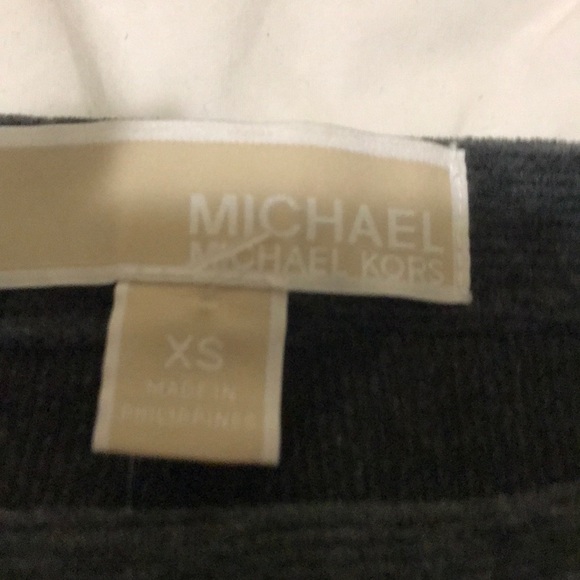 MICHAEL
MICHAEL KORS
XS
MADE IN
PHILIPPINES